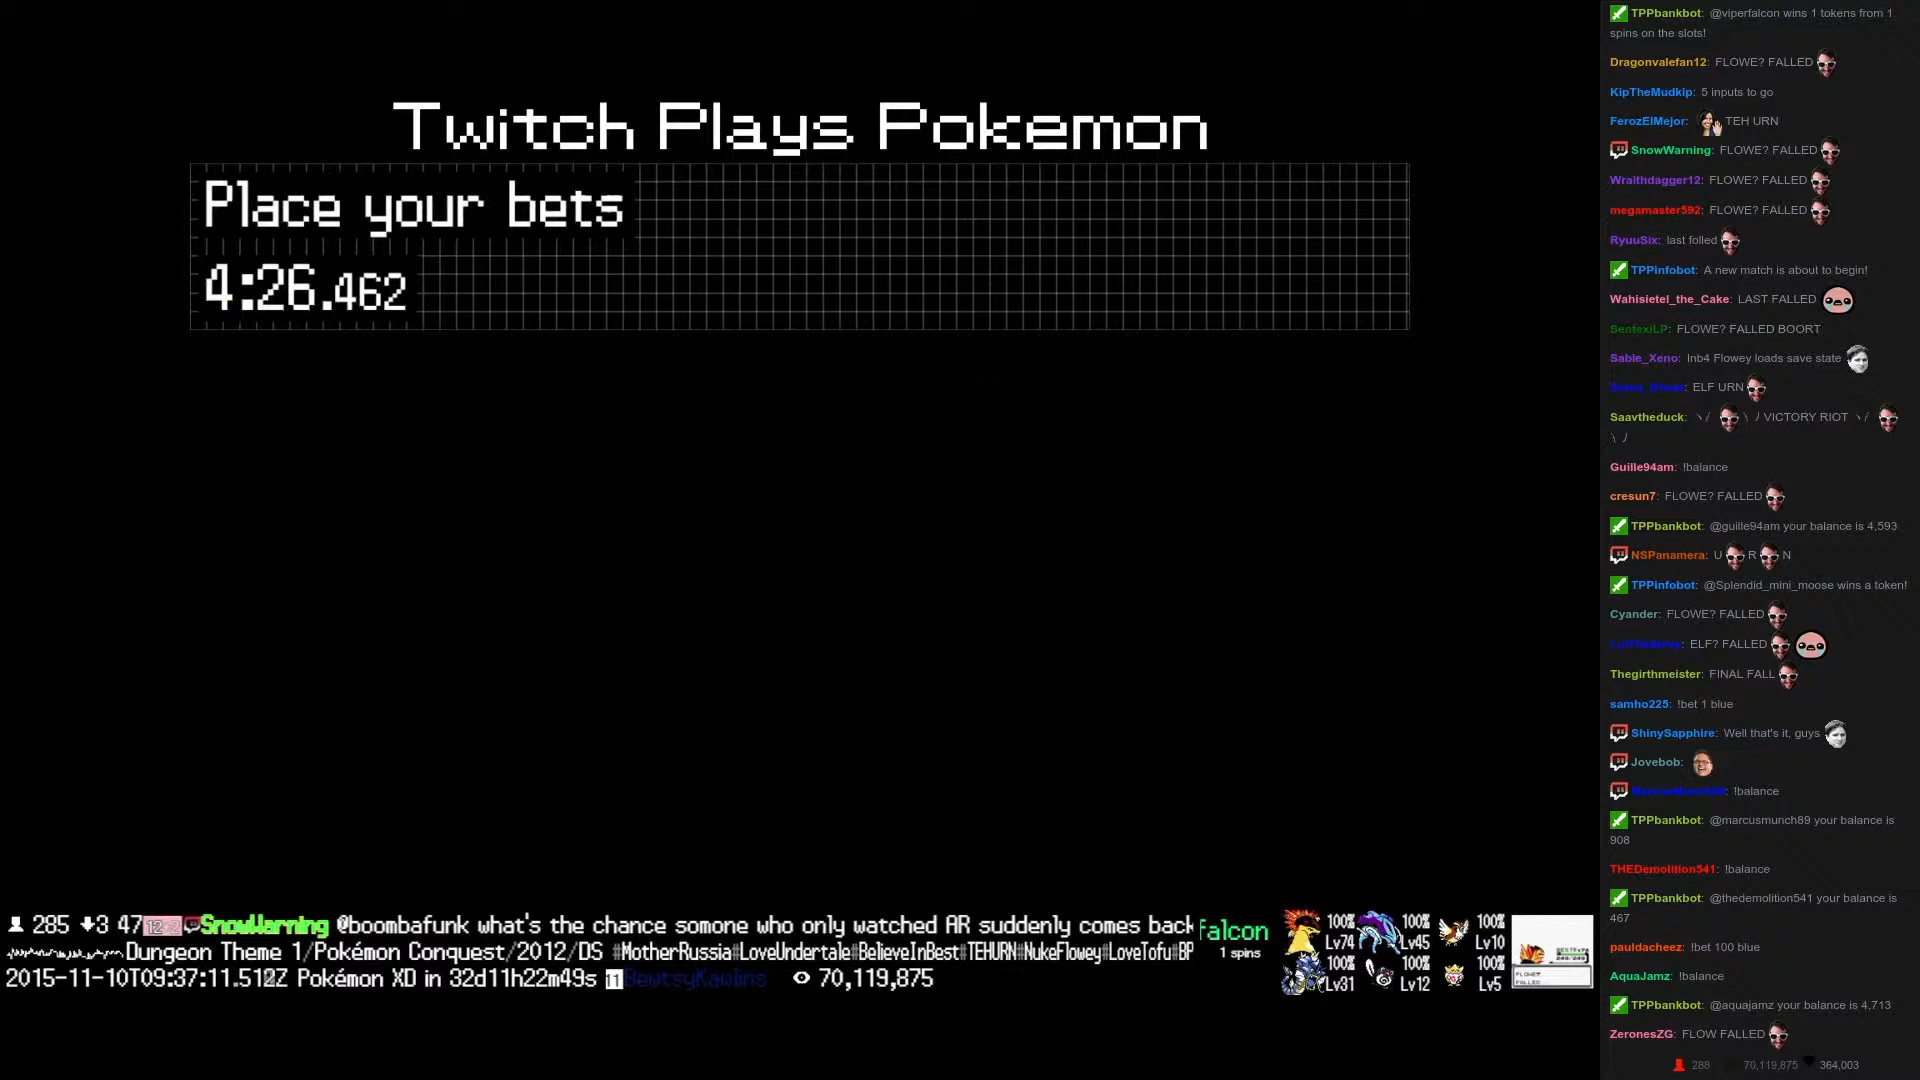 Twitch Plays Pokemon
Place your bets
4:26.462
285 3 47 SnowWarning @boombafunk what's the chance somone who only watched AR suddenly comes back
Dungeon Theme 1/Pokémon Conquest/2012/DS #MotherRussia#LoveUndertale#BelieveInBest#TEHURN#NukeFlowey#LoveTofu#BP
Pokémon XD in 32d11h22m49s 11 BewtsyKawlins 70,119,875
falcon
1 spins
100% 100% 100%
Lv74 Lv45 Lv10
100% 100% 100%
Lv31 Lv12 Lv5
FLOWE?
FALLED
TPPbankbot: @viperfalcon wins 1 tokens from 1
spins on the slots!
Dragonvalefan12: FLOWE? FALLED
KipTheMudkip: 5 inputs to go
FerozElMejor: TEH URN
SnowWarning: FLOWE? FALLED
Wraithdagger12: FLOWE? FALLED
megamaster592: FLOWE? FALLED
RyuuSix: last folled
TPPinfobot: A new match is about to begin!
Wahisietel_the_Cake: LAST FALLED
SentexiLP: FLOWE? FALLED BOORT
Sable_Xeno: Inb4 Flowey loads save state
: ELF URN
Saavtheduck: ヽ/ \ ﾉ VICTORY RIOT ヽ/
\ ﾉ
Guille94am: !balance
cresun7: FLOWE? FALLED
TPPbankbot: @guille94am your balance is 4,593
NSPanamera: U R N
TPPinfobot: @Splendid_mini_moose wins a token!
Cyander: FLOWE? FALLED
: ELF? FALLED
Thegirthmeister: FINAL FALL
samho225: !bet 1 blue
ShinySapphire: Well that's it, guys
Jovebob:
MarcusMunch89: !balance
TPPbankbot: @marcusmunch89 your balance is
908
THEDemolition541: !balance
TPPbankbot: @thedemolition541 your balance is
467
pauldacheez: !bet 100 blue
AquaJamz: !balance
TPPbankbot: @aquajamz your balance is 4,713
ZeronesZG: FLOW FALLED
288 70,119,875 364,003